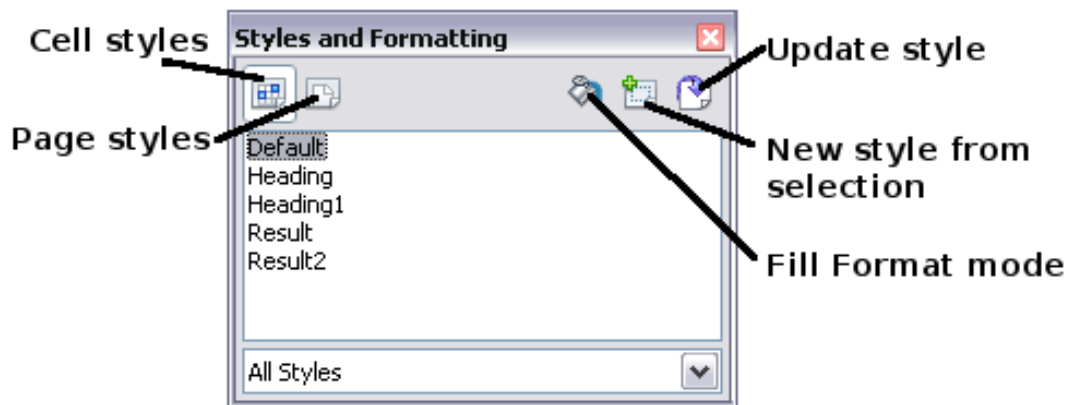 Cell styles
Styles and Formatting
Update style
Page styles
Default
Heading
Heading1
Result
Result2
New style from
selection
Fill Format mode
All Styles